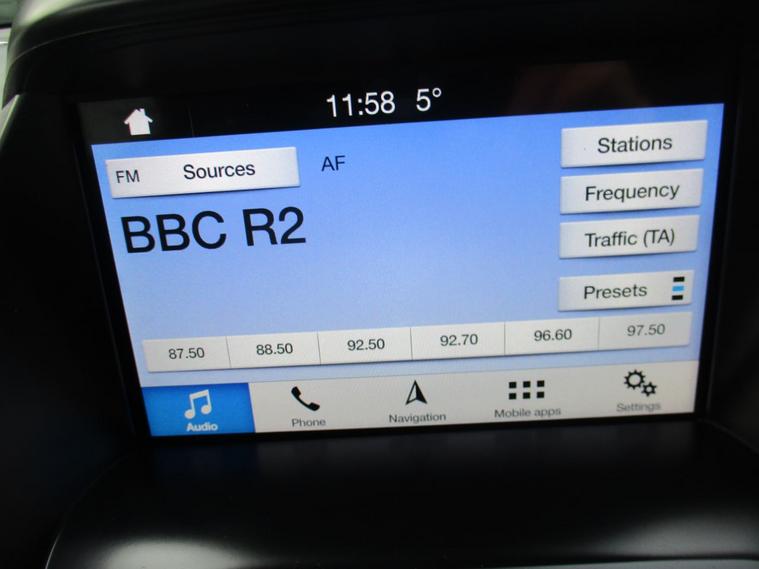 11:58 5°
FM Sources AF
Stations
BBC R2
Frequency
Traffic (TA)
Presets
87.50 88.50 92.50 92.70 96.60 97.50
Audio Phone Navigation Mobile apps Settings